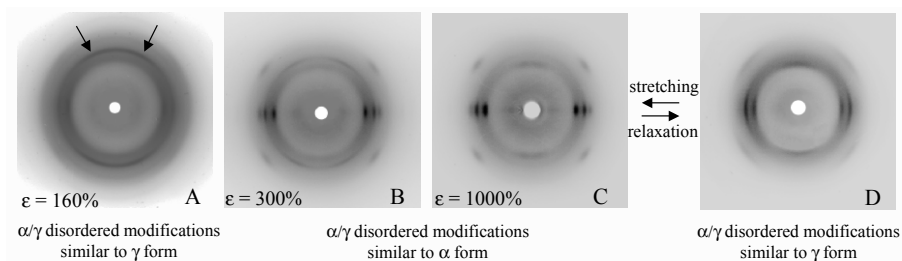 A
ε = 160%
α/γ disordered modifications
similar to γ form
B
ε = 300%
C
ε = 1000%
α/γ disordered modifications
similar to α form
stretching
relaxation
D
α/γ disordered modifications
similar to γ form